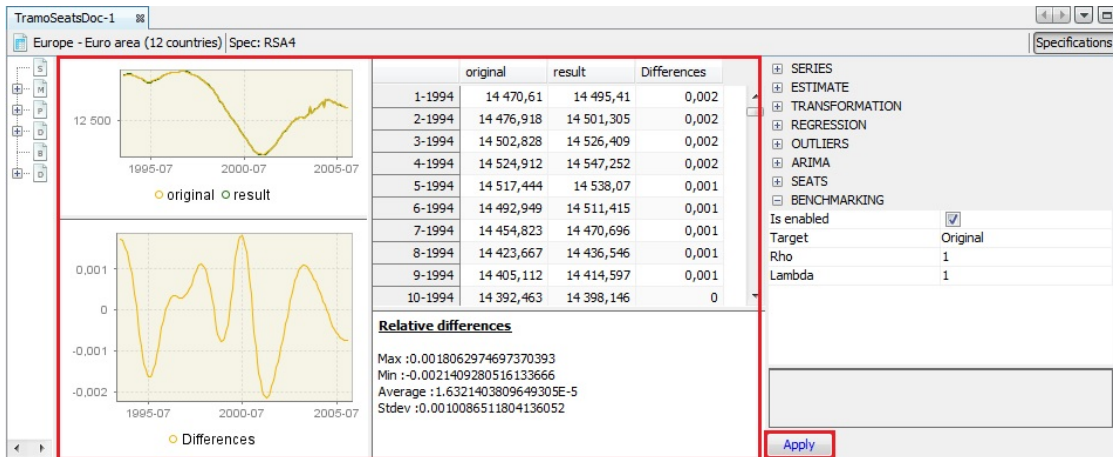 TramoSeatsDoc-1
Europe - Euro area (12 countries) Spec: RSA4 Specifications
S
M
P
D
B
D
12 500
1995-07 2000-07 2005-07
original result
0,001
0
-0,001
-0,002
1995-07 2000-07 2005-07
Differences
original result Differences
1-1994 14 470,61 14 495,41 0,002
2-1994 14 476,918 14 501,305 0,002
3-1994 14 502,828 14 526,409 0,002
4-1994 14 524,912 14 547,252 0,002
5-1994 14 517,444 14 538,07 0,001
6-1994 14 492,949 14 511,415 0,001
7-1994 14 454,823 14 470,696 0,001
8-1994 14 423,667 14 436,546 0,001
9-1994 14 405,112 14 414,597 0,001
10-1994 14 392,463 14 398,146 0
Relative differences
Max :0.0018062974697370393
Min :-0.0021409280516133666
Average :1.6321403809649305E-5
Stdev :0.0010086511804136052
SERIES
ESTIMATE
TRANSFORMATION
REGRESSION
OUTLIERS
ARIMA
SEATS
BENCHMARKING
Is enabled
Target Original
Rho 1
Lambda 1
Apply